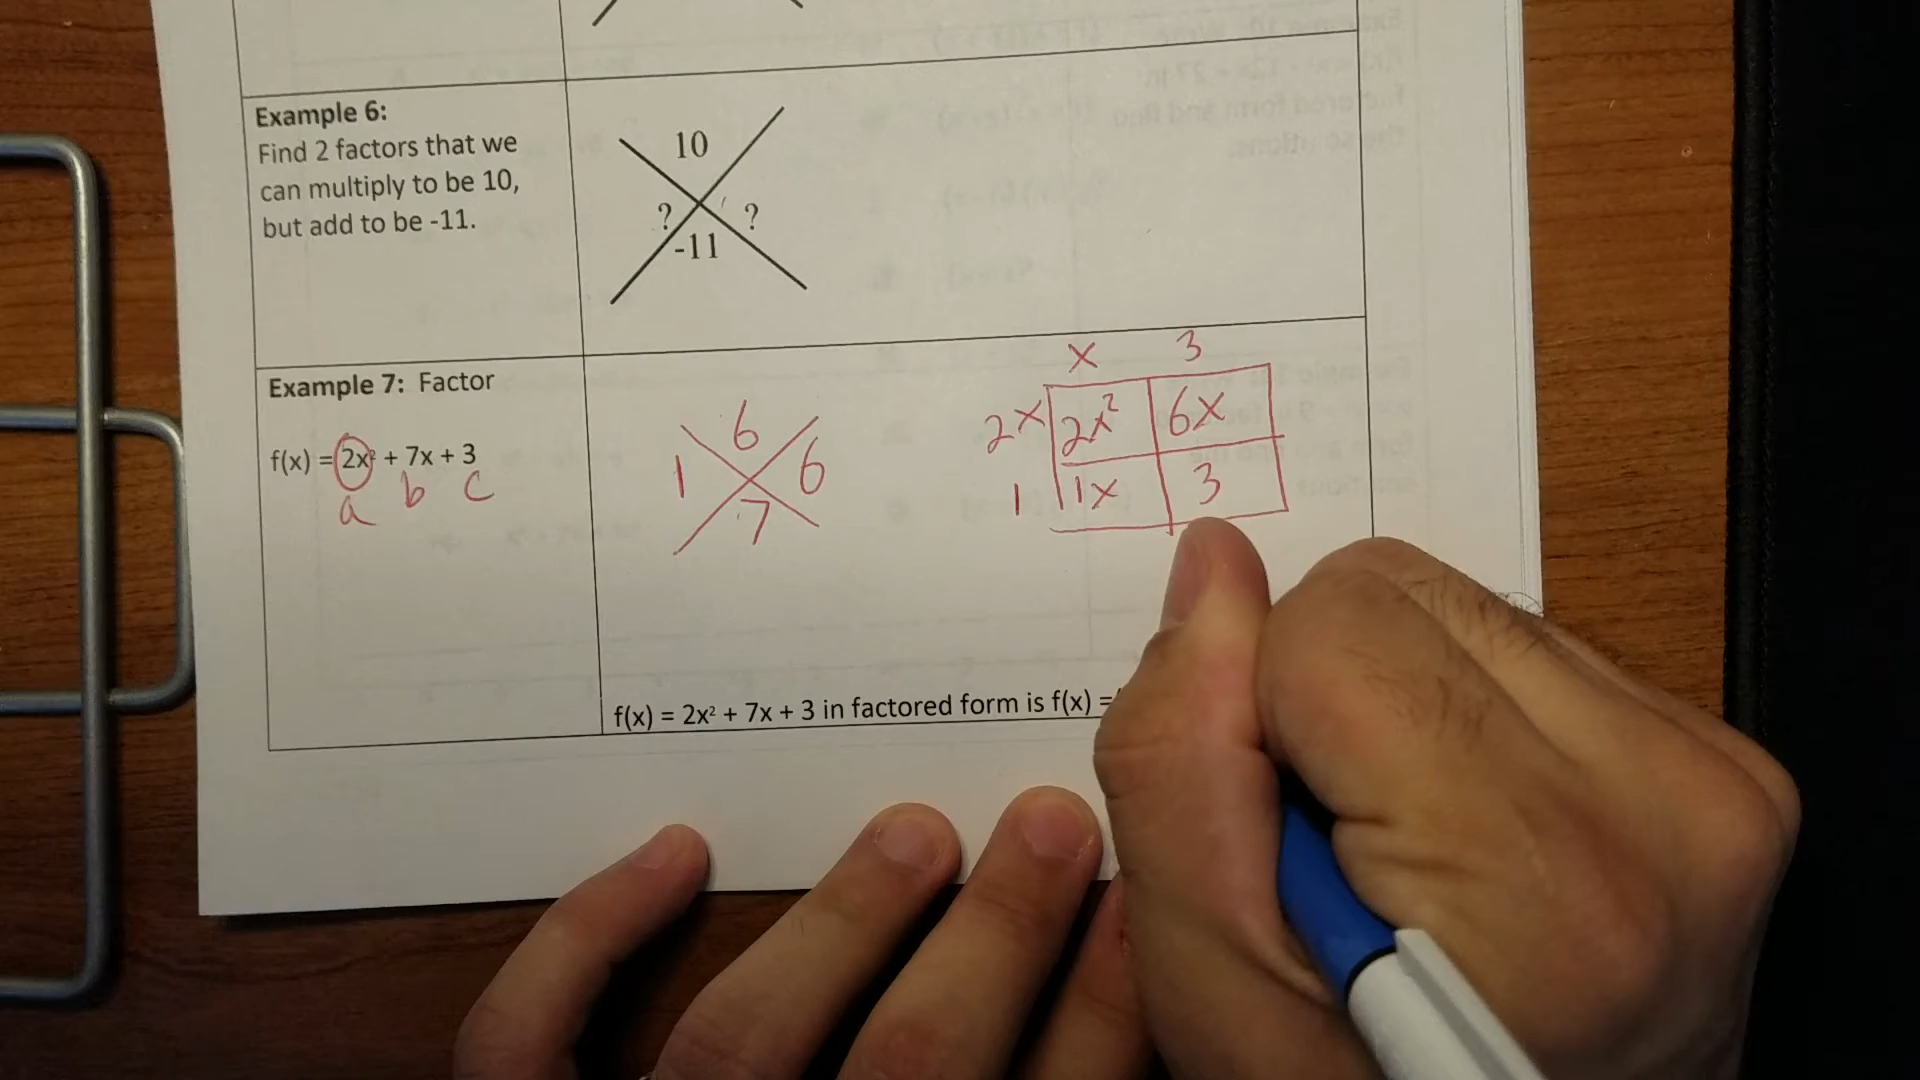 Example 6:
Find 2 factors that we
can multiply to be 10,
but add to be -11.
10
? ?
-11
Example 7: Factor
f(x) = 2x² + 7x + 3
a b c
6
1 6
7
x 3
2x 2x² 6x
1 1x 3
f(x) = 2x² + 7x + 3 in factored form is f(x) =